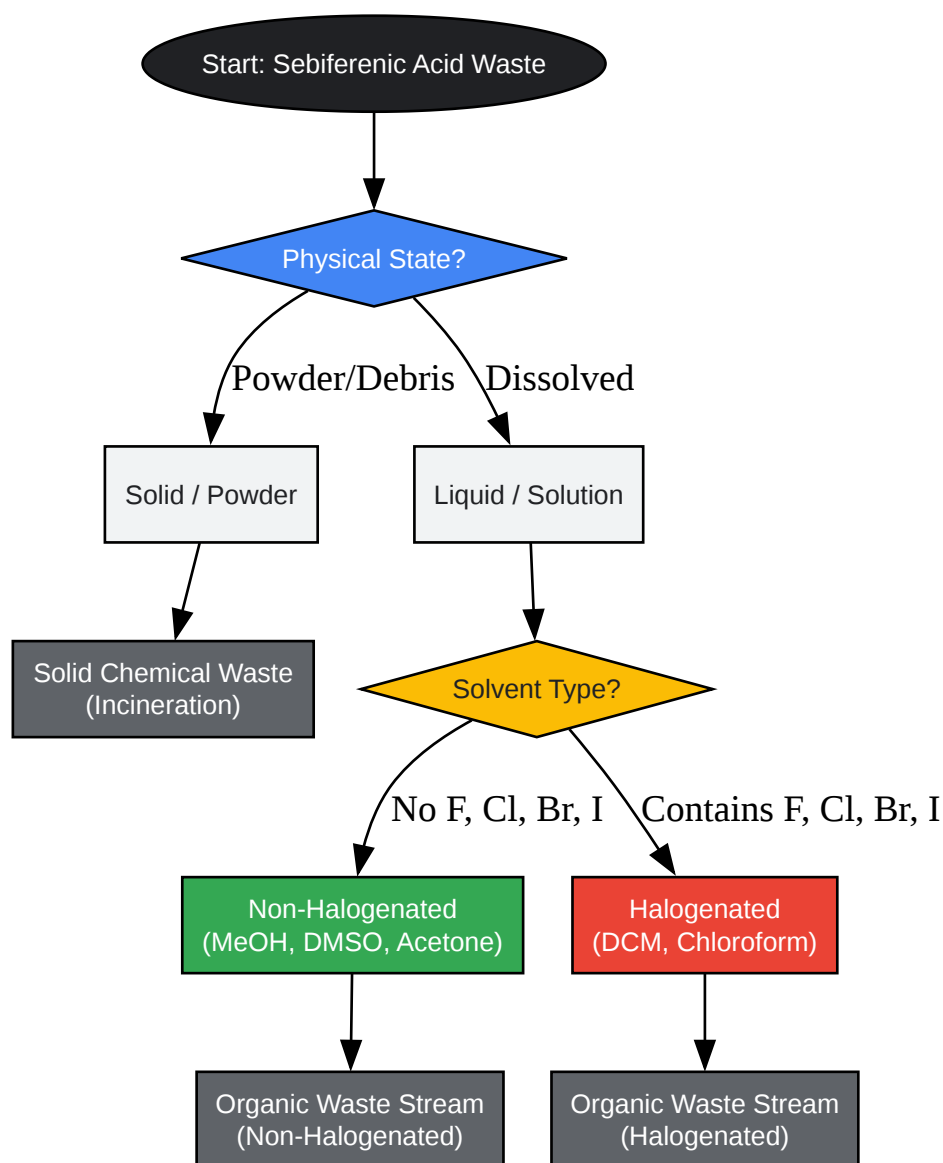 Start: Sebiferenic Acid Waste
Physical State?
Powder/Debris
Dissolved
Solid / Powder
Liquid / Solution
Solid Chemical Waste
(Incineration)
Solvent Type?
No F, Cl, Br, I
Contains F, Cl, Br, I
Non-Halogenated
(MeOH, DMSO, Acetone)
Halogenated
(DCM, Chloroform)
Organic Waste Stream
(Non-Halogenated)
Organic Waste Stream
(Halogenated)